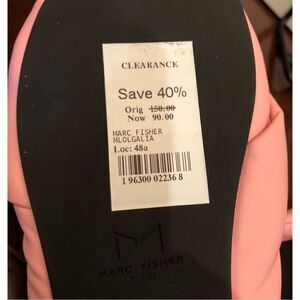 CLEARANCE
Save 40%
Orig 150.00
Now 90.00
MARC FISHER
MLOLGALIA
Loc: 48a
1 96300 02236 8
M
MARC FISHER
LTD